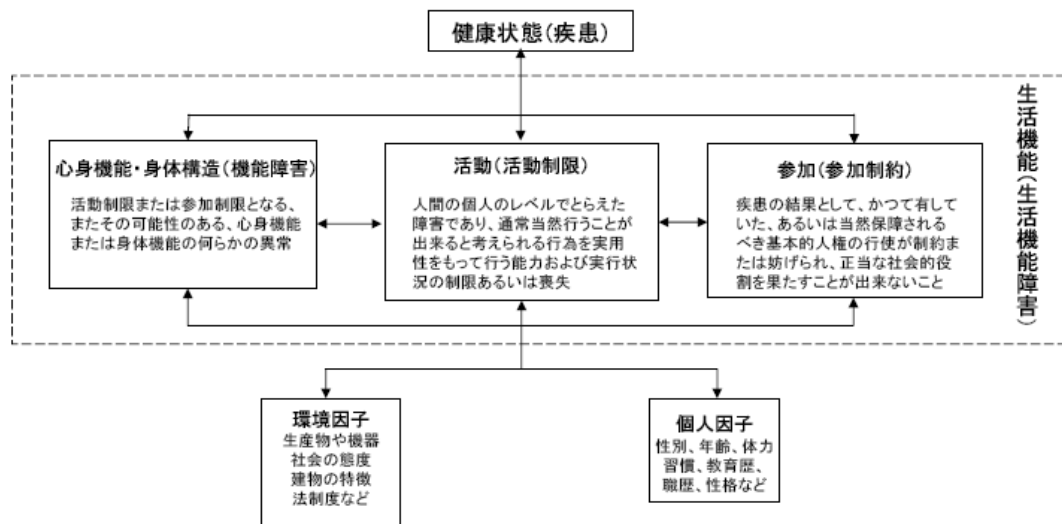 健康状態(疾患)
生活機能(生活機能障害)
心身機能・身体構造(機能障害)
活動制限または参加制限となる、
またその可能性のある、心身機能
または身体機能の何らかの異常
活動(活動制限)
人間の個人のレベルでとらえた
障害であり、通常当然行うことが
出来ると考えられる行為を実用
性をもって行う能力および実行状
況の制限あるいは喪失
参加(参加制約)
疾患の結果として、かつて有して
いた、あるいは当然保障される
べき基本的人権の行使が制約ま
たは妨げられ、正当な社会的役
割を果たすことが出来ないこと
環境因子
生産物や機器
社会の態度
建物の特徴
法制度など
個人因子
性別、年齢、体力
習慣、教育歴、
職歴、性格など